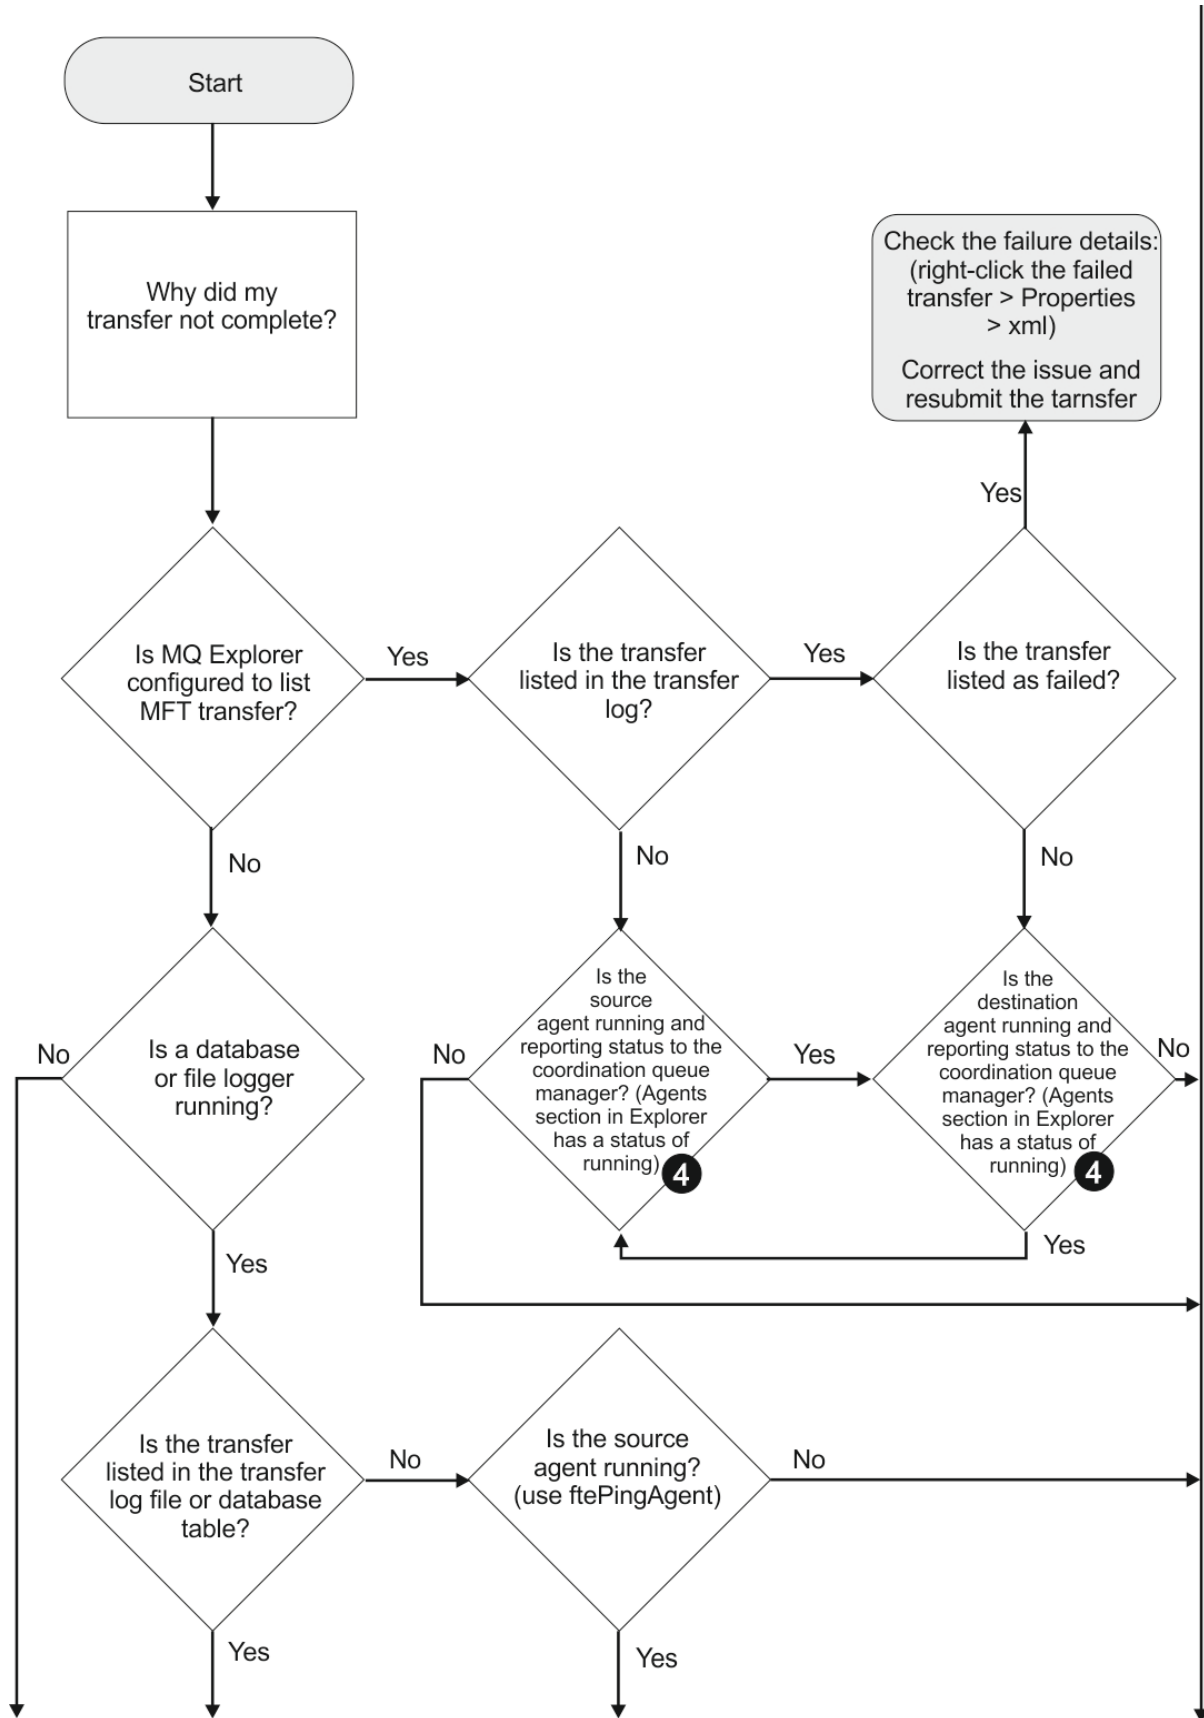 Start
Why did my
transfer not complete?
Check the failure details:
(right-click the failed
transfer > Properties
> xml)
Correct the issue and
resubmit the tarnsfer
Yes
Is MQ Explorer
configured to list
MFT transfer?
Yes
Is the transfer
listed in the transfer
log?
Yes
Is the transfer
listed as failed?
No
No
No
No
Is a database
or file logger
running?
No
Is the
source
agent running and
reporting status to the
coordination queue
manager? (Agents
section in Explorer
has a status of
running)
4
Yes
Is the
destination
agent running and
reporting status to the
coordination queue
manager? (Agents
section in Explorer
has a status of
running)
4
No
Yes
Yes
Is the transfer
listed in the transfer
log file or database
table?
No
Is the source
agent running?
(use ftePingAgent)
No
Yes
Yes